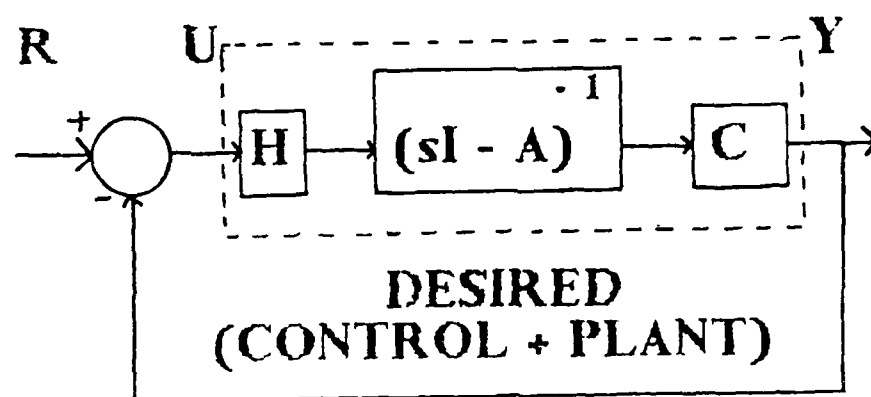 R U Y
+
-
H (sI - A)⁻¹ C
DESIRED
(CONTROL + PLANT)